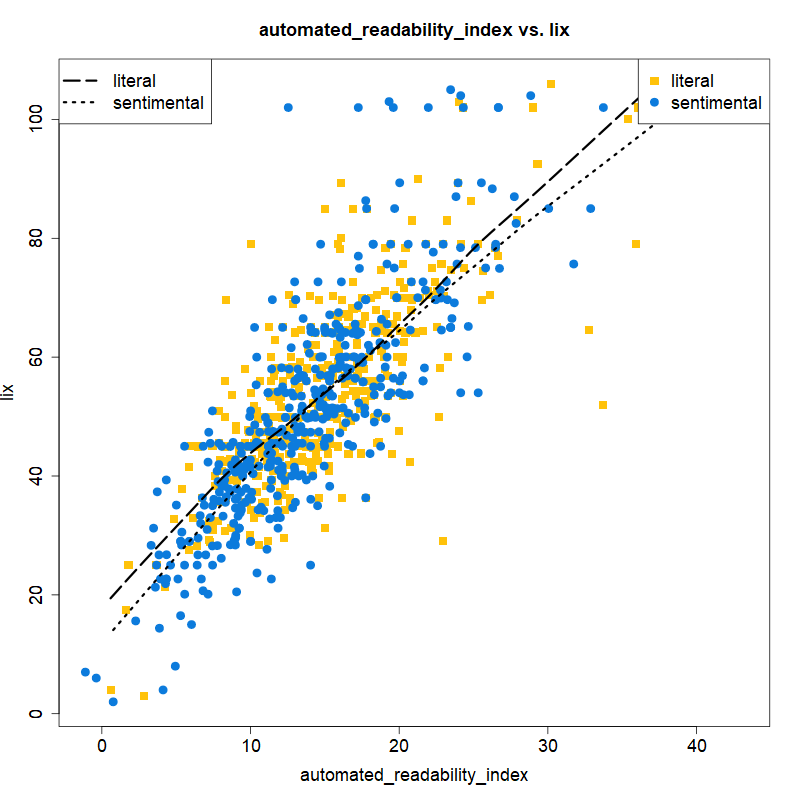 automated_readability_index vs. lix
literal
sentimental
literal
sentimental
lix
100
80
60
40
20
0
0
10
20
30
40
automated_readability_index